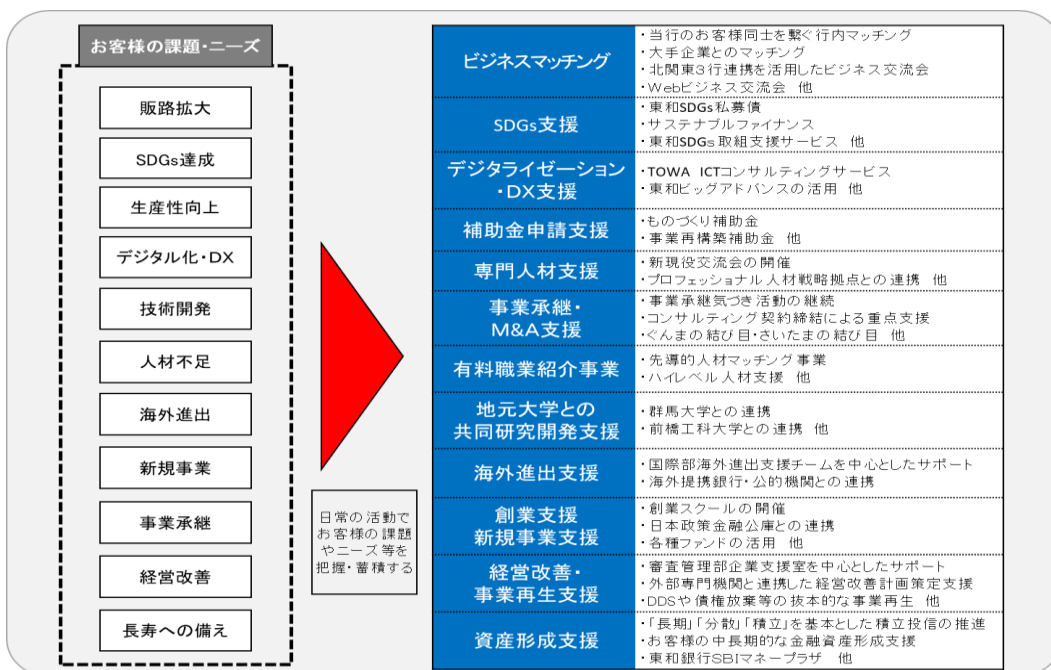 お客様の課題・ニーズ
販路拡大
SDGs達成
生産性向上
デジタル化・DX
技術開発
人材不足
海外進出
新規事業
事業承継
経営改善
長寿への備え
日常の活動で
お客様の課題
やニーズ等を
把握・蓄積する
ビジネスマッチング
・当行のお客様同士を繋ぐ行内マッチング
・大手企業とのマッチング
・北関東3行連携を活用したビジネス交流会
・Webビジネス交流会 他
SDGs支援
・東和SDGs私募債
・サステナブルファイナンス
・東和SDGs取組支援サービス 他
デジタライゼーション
・DX支援
・TOWA ICTコンサルティングサービス
・東和ビッグアドバンスの活用 他
補助金申請支援
・ものづくり補助金
・事業再構築補助金 他
専門人材支援
・新現役交流会の開催
・プロフェッショナル人材戦略拠点との連携 他
事業承継・
M&A支援
・事業承継気づき活動の継続
・コンサルティング契約締結による重点支援
・ぐんまの結び目・さいたまの結び目 他
有料職業紹介事業
・先導的人材マッチング事業
・ハイレベル人材支援 他
地元大学との
共同研究開発支援
・群馬大学との連携
・前橋工科大学との連携 他
海外進出支援
・国際部海外進出支援チームを中心としたサポート
・海外提携銀行・公的機関との連携
創業支援
新規事業支援
・創業スクールの開催
・日本政策金融公庫との連携
・各種ファンドの活用 他
経営改善・
事業再生支援
・審査管理部企業支援室を中心としたサポート
・外部専門機関と連携した経営改善計画策定支援
・DDSや債権放棄等の抜本的な事業再生 他
資産形成支援
・「長期」「分散」「積立」を基本とした積立投信の推進
・お客様の中長期的な金融資産形成支援
・東和銀行SBIマネープラザ 他